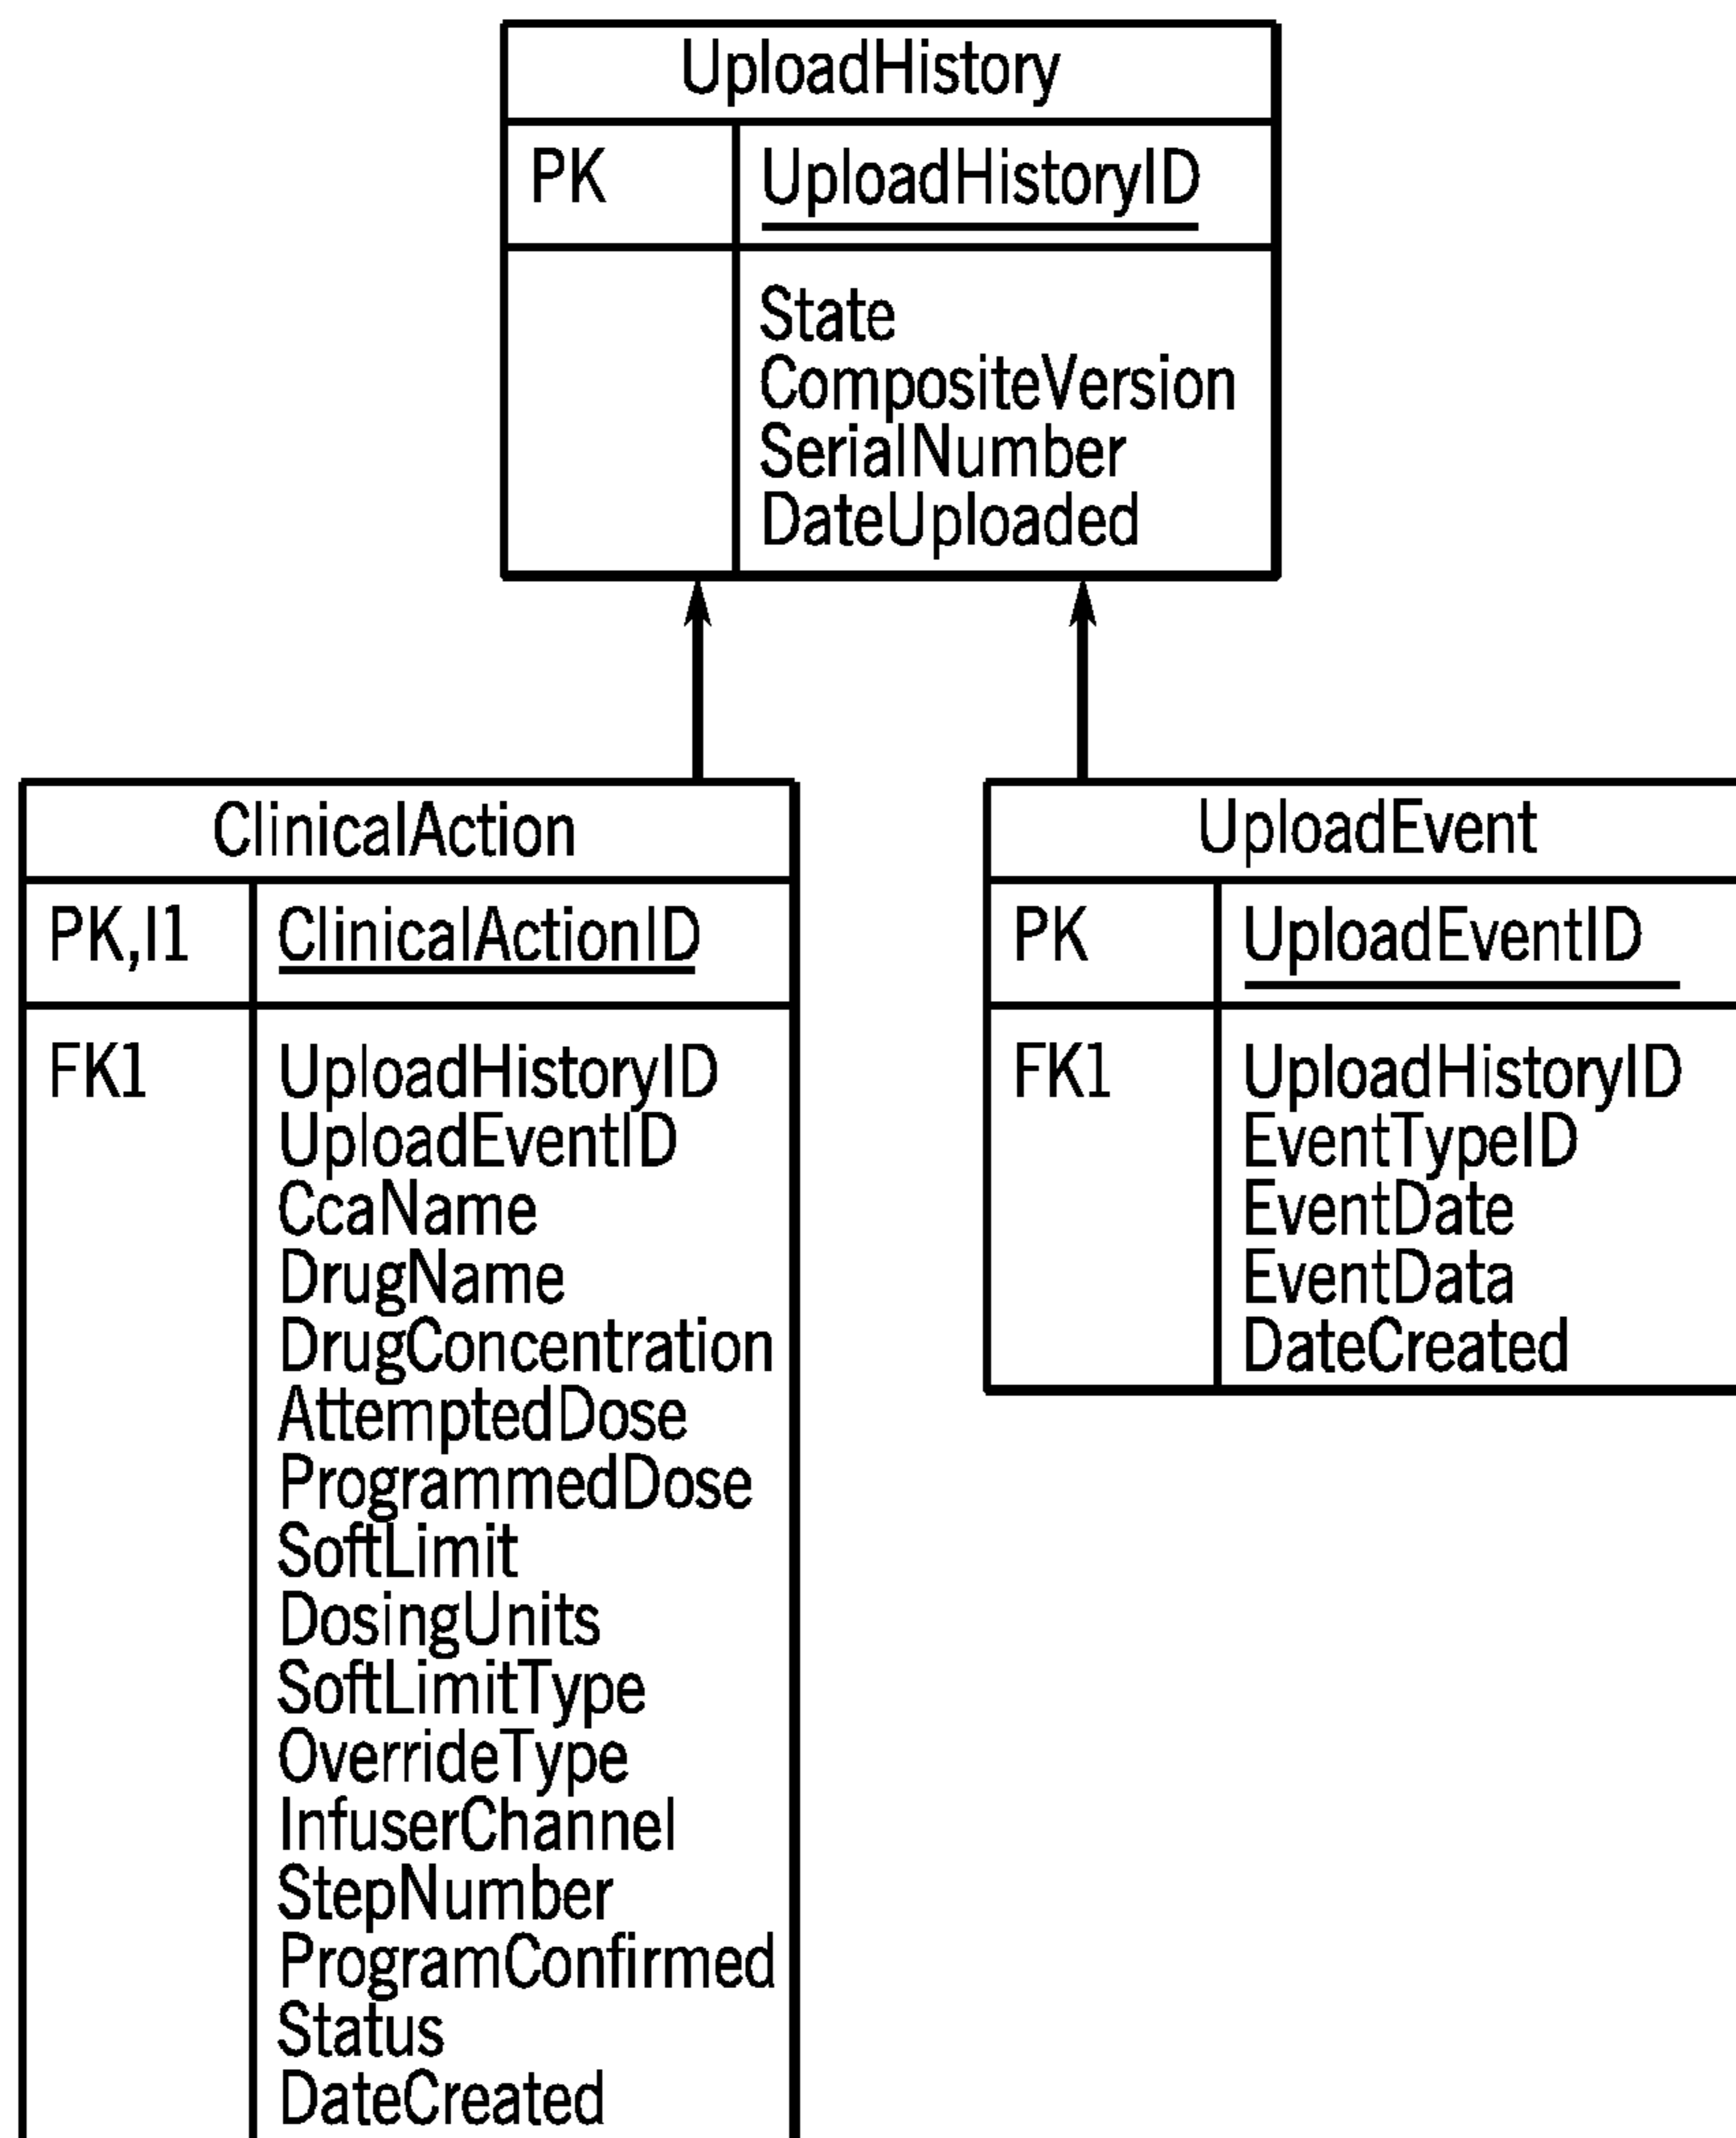 UploadHistory
PK UploadHistoryID
State
CompositeVersion
SerialNumber
DateUploaded
ClinicalAction
PK,I1 ClinicalActionID
FK1 UploadHistoryID
UploadEventID
CcaName
DrugName
DrugConcentration
AttemptedDose
ProgrammedDose
SoftLimit
DosingUnits
SoftLimitType
OverrideType
InfuserChannel
StepNumber
ProgramConfirmed
Status
DateCreated
UploadEvent
PK UploadEventID
FK1 UploadHistoryID
EventTypeID
EventDate
EventData
DateCreated